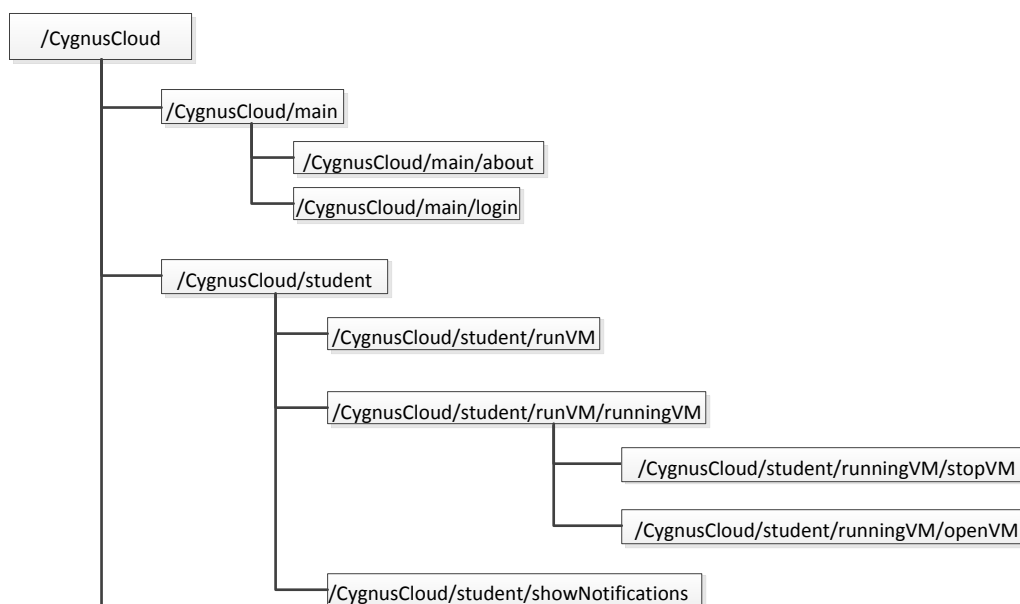 /CygnusCloud
/CygnusCloud/main
/CygnusCloud/main/about
/CygnusCloud/main/login
/CygnusCloud/student
/CygnusCloud/student/runVM
/CygnusCloud/student/runVM/runningVM
/CygnusCloud/student/runningVM/stopVM
/CygnusCloud/student/runningVM/openVM
/CygnusCloud/student/showNotifications